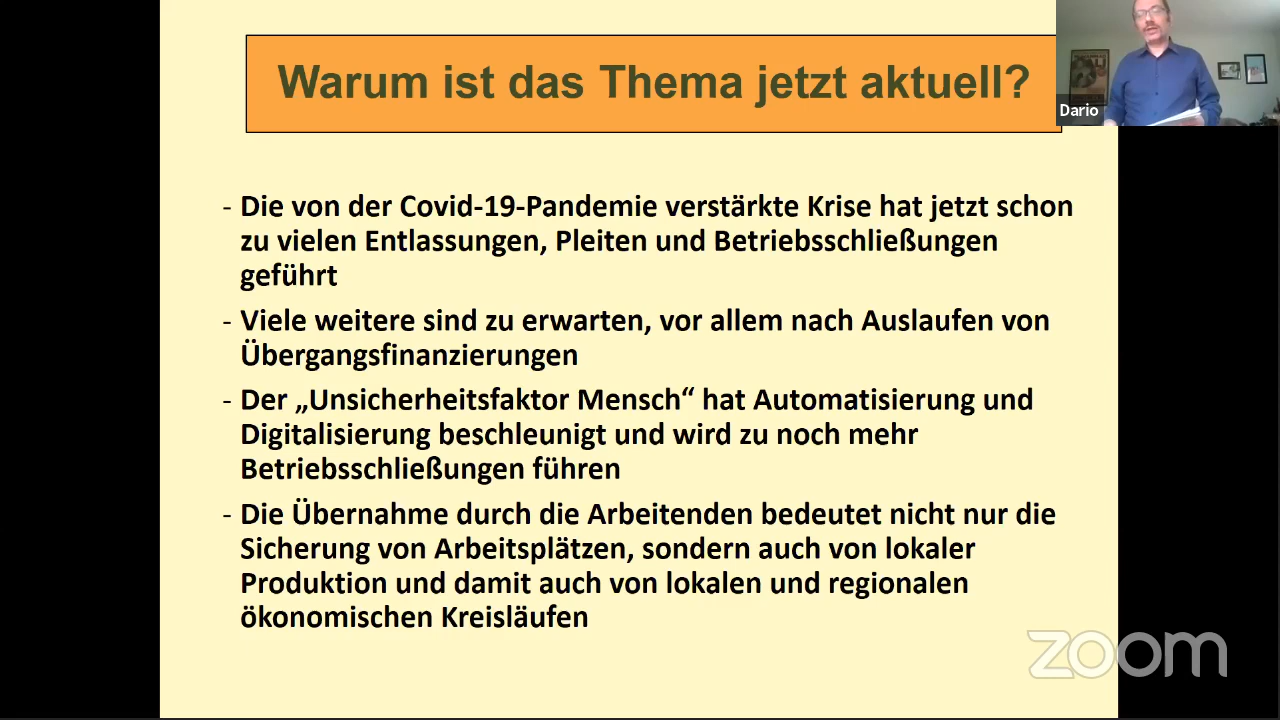 Warum ist das Thema jetzt aktuell?
Dario
- Die von der Covid-19-Pandemie verstärkte Krise hat jetzt schon
zu vielen Entlassungen, Pleiten und Betriebsschließungen
geführt
- Viele weitere sind zu erwarten, vor allem nach Auslaufen von
Übergangsfinanzierungen
- Der „Unsicherheitsfaktor Mensch“ hat Automatisierung und
Digitalisierung beschleunigt und wird zu noch mehr
Betriebsschließungen führen
- Die Übernahme durch die Arbeitenden bedeutet nicht nur die
Sicherung von Arbeitsplätzen, sondern auch von lokaler
Produktion und damit auch von lokalen und regionalen
ökonomischen Kreisläufen
zoom